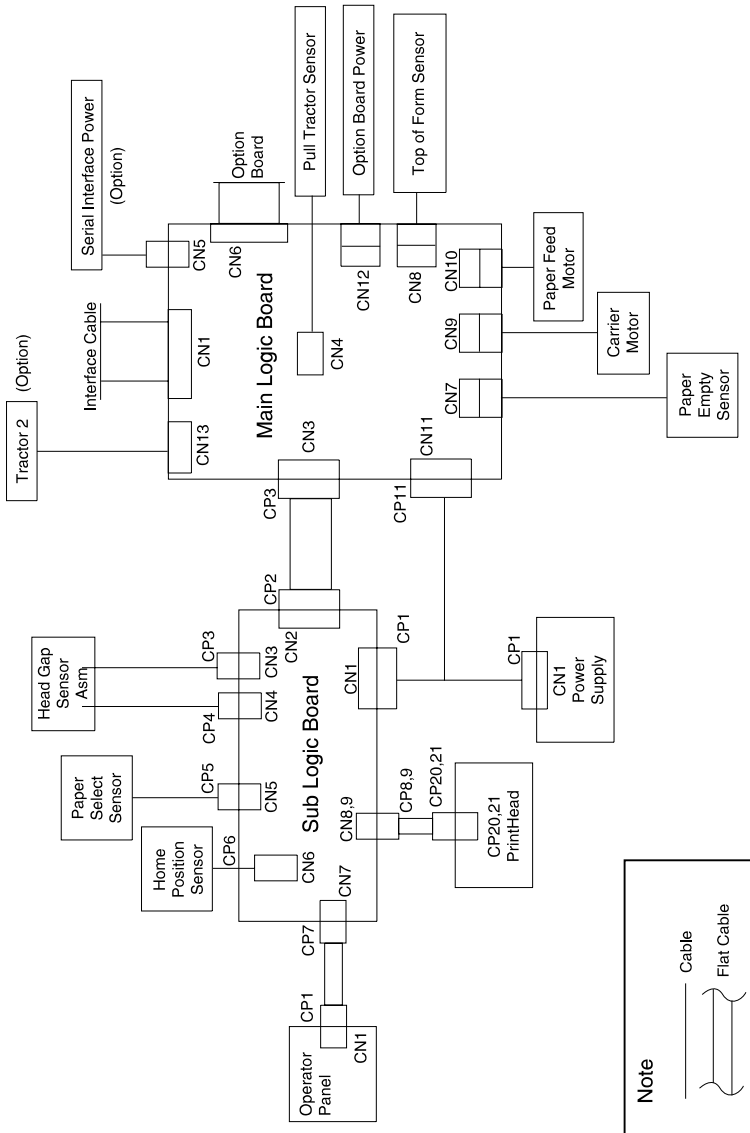 Tractor 2
(Option)
Interface Cable
Serial Interface Power
(Option)
CN13
CN1
CN5
CN6
Option
Board
Main Logic Board
Pull Tractor Sensor
CN4
Option Board Power
CN12
Top of Form Sensor
CN8
CN3
CP3
CN11
CP11
CN7
CN9
CN10
Paper Feed
Motor
Carrier
Motor
Paper
Empty
Sensor
CP2
CN2
Head Gap
Sensor
Asm
CP3
CN3
CP4
CN4
Paper
Select
Sensor
CP5
CN5
Home
Position
Sensor
CP6
CN6
Sub Logic Board
CN7
CP7
CP1
CN1
Operator
Panel
CN1
CP1
CP1
CN1
Power
Supply
CN8,9
CP8,9
CP20,21
CP20,21
PrintHead
Note
Cable
Flat Cable